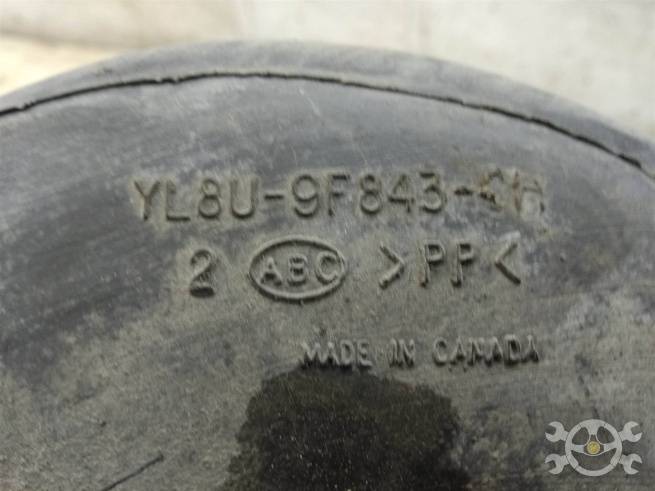 YL8U-9F843-
2 ABC >PP<
MADE IN CANADA